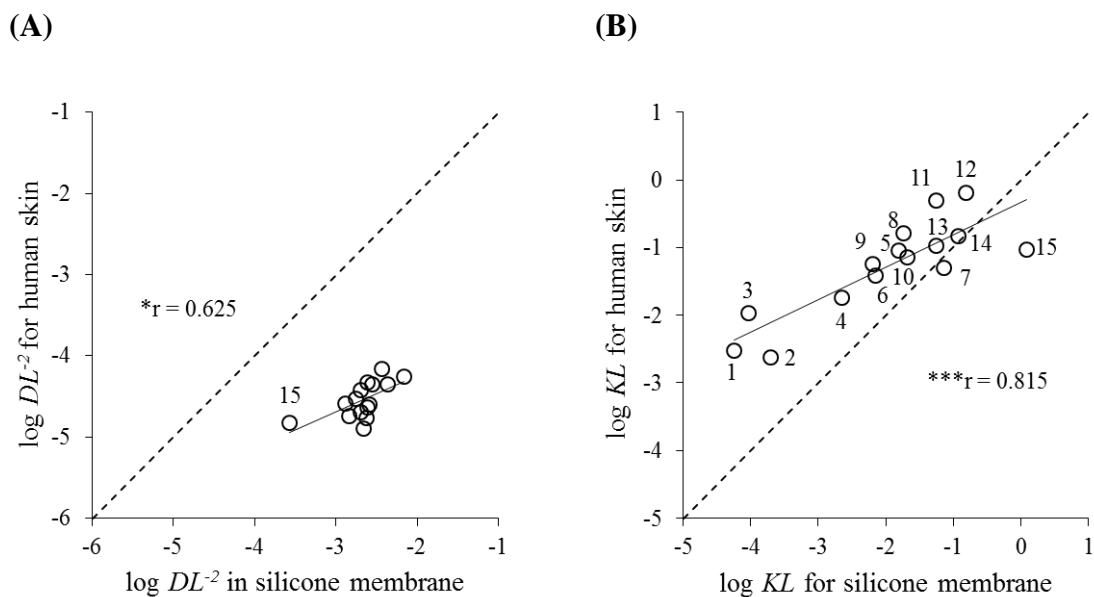 (A)
-1
-2
-3
-4
-5
-6
log DL⁻² for human skin
*r = 0.625
15
-6 -5 -4 -3 -2 -1
log DL⁻² in silicone membrane
(B)
1
0
-1
-2
-3
-4
-5
log KL for human skin
11 12
8
9 5 13
10 14 15
3 6 7
4
1 2
***r = 0.815
-5 -4 -3 -2 -1 0 1
log KL for silicone membrane